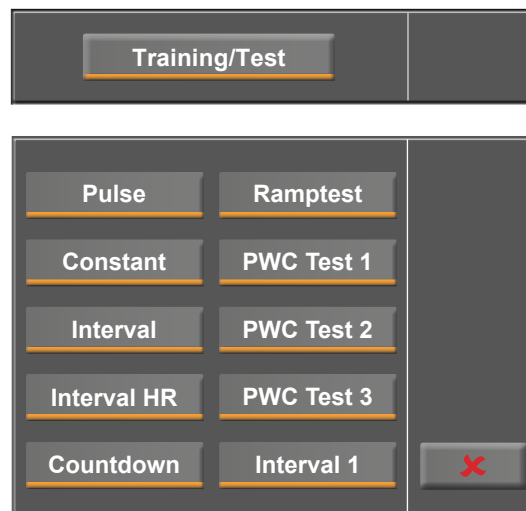 Training/Test
Pulse Ramptest
Constant PWC Test 1
Interval PWC Test 2
Interval HR PWC Test 3
Countdown Interval 1